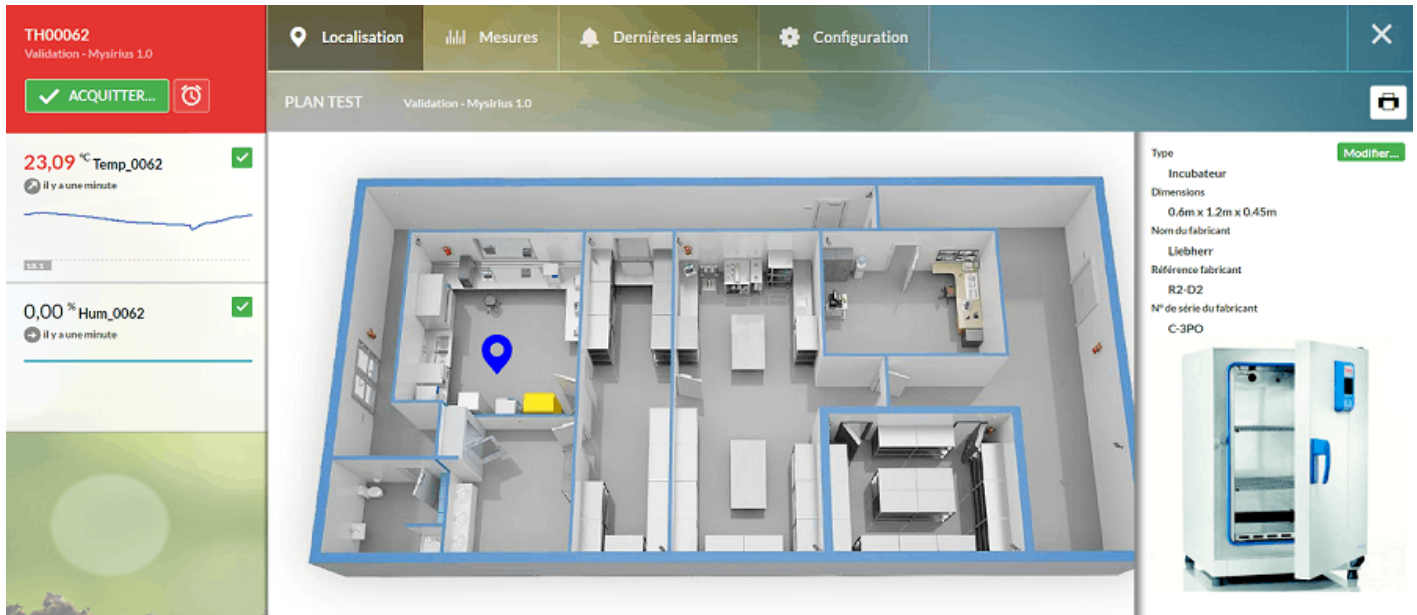 TH00062
Validation - Mysirius 1.0
ACQUITTER...
Localisation
Mesures
Dernières alarmes
Configuration
PLAN TEST
Validation - Mysirius 1.0
23,09 °C Temp_0062
il y a une minute
18.1
0,00 % Hum_0062
il y a une minute
Type
Modifier...
Incubateur
Dimensions
0.6m x 1.2m x 0.45m
Nom du fabricant
Liebherr
Référence fabricant
R2-D2
N° de série du fabricant
C-3PO